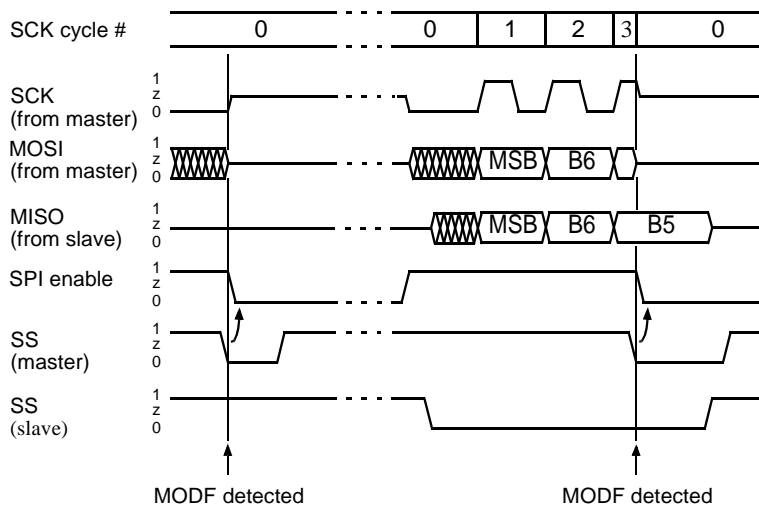 SCK cycle # 0 0 1 2 3 0
SCK
(from master)
1
z
0
MOSI
(from master)
1
z
0
MSB B6
MISO
(from slave)
1
z
0
MSB B6 B5
SPI enable
1
z
0
SS
(master)
1
z
0
SS
(slave)
1
z
0
MODF detected MODF detected